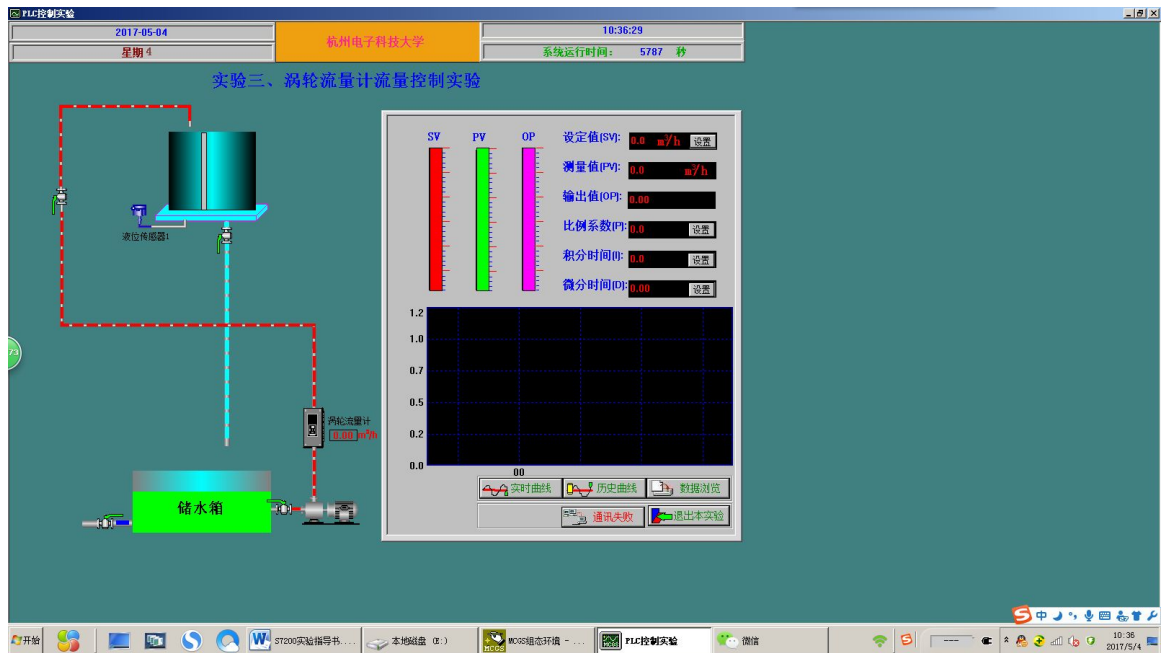 PLC控制实验
2017-05-04
杭州电子科技大学
10:36:29
星期 4
系统运行时间： 5787 秒
实验三、涡轮流量计流量控制实验
SV PV OP
设定值(SV): 0.0 m³/h 设置
测量值(PV): 0.0 m³/h
输出值(OP): 0.00
比例系数(P): 0.0 设置
积分时间(I): 0.0 设置
微分时间(D): 0.00 设置
液位传感器1
73
1.2
1.0
0.7
0.5
0.2
0.0
00
涡轮流量计
0.00 m³/h
储水箱
实时曲线 历史曲线 数据浏览
通讯失败 退出本实验
中
开始 S7200实验指导书.... 本地磁盘 (E:) MCGS组态环境 - ... PLC控制实验 微信
10:36
2017/5/4